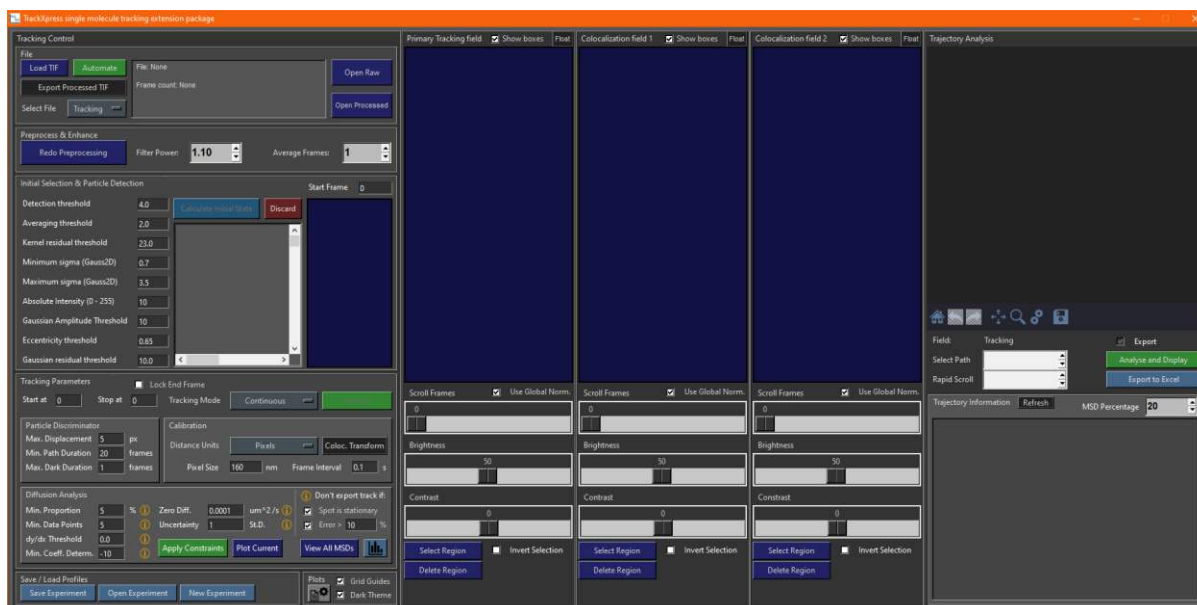 TrackXpress single molecule tracking extension package
Tracking Control
File
Load TIF Automate
File: None
Frame count: None
Open Raw
Export Processed TIF
Select File Tracking
Open Processed
Preprocess & Enhance
Redo Preprocessing Filter Power: 1.10 Average Frames: 1
Initial Selection & Particle Detection
Start Frame 0
Detection threshold 4.0 Calculate Initial State Discard
Averaging threshold 2.0
Kernel residual threshold 23.0
Minimum sigma (Gauss2D) 0.7
Maximum sigma (Gauss2D) 3.5
Absolute Intensity (0 - 255) 10
Gaussian Amplitude Threshold 10
Eccentricity threshold 0.65
Gaussian residual threshold 10.0
Tracking Parameters Lock End Frame
Start at 0 Stop at 0 Tracking Mode Continuous
Particle Discriminator
Max. Displacement 5 px
Min. Path Duration 20 frames
Max. Dark Duration 1 frames
Calibration
Distance Units Pixels Coloc. Transform
Pixel Size 160 nm Frame Interval 0.1 s
Diffusion Analysis
Min. Proportion 5 % Zero Diff. 0.0001 um^2/s
Min. Data Points 5 Uncertainty 1 St.D.
dy/dx Threshold 0.0
Min. Coeff. Determ. -10
Apply Constraints Plot Current
Don't export track if:
Spot is stationary
Error > 10 %
View All MSDs
Save / Load Profiles
Save Experiment Open Experiment New Experiment
Plots Grid Guides
Dark Theme
Primary Tracking field Show boxes Float
Scroll Frames Use Global Norm.
0
Brightness
50
Contrast
0
Select Region Invert Selection
Delete Region
Colocalization field 1 Show boxes Float
Scroll Frames Use Global Norm.
0
Brightness
50
Contrast
0
Select Region Invert Selection
Delete Region
Colocalization field 2 Show boxes Float
Scroll Frames Use Global Norm.
0
Brightness
50
Constrast
0
Select Region Invert Selection
Delete Region
Trajectory Analysis
Field: Tracking Export
Select Path Analyse and Display
Rapid Scroll Export to Excel
Trajectory Information Refresh MSD Percentage 20